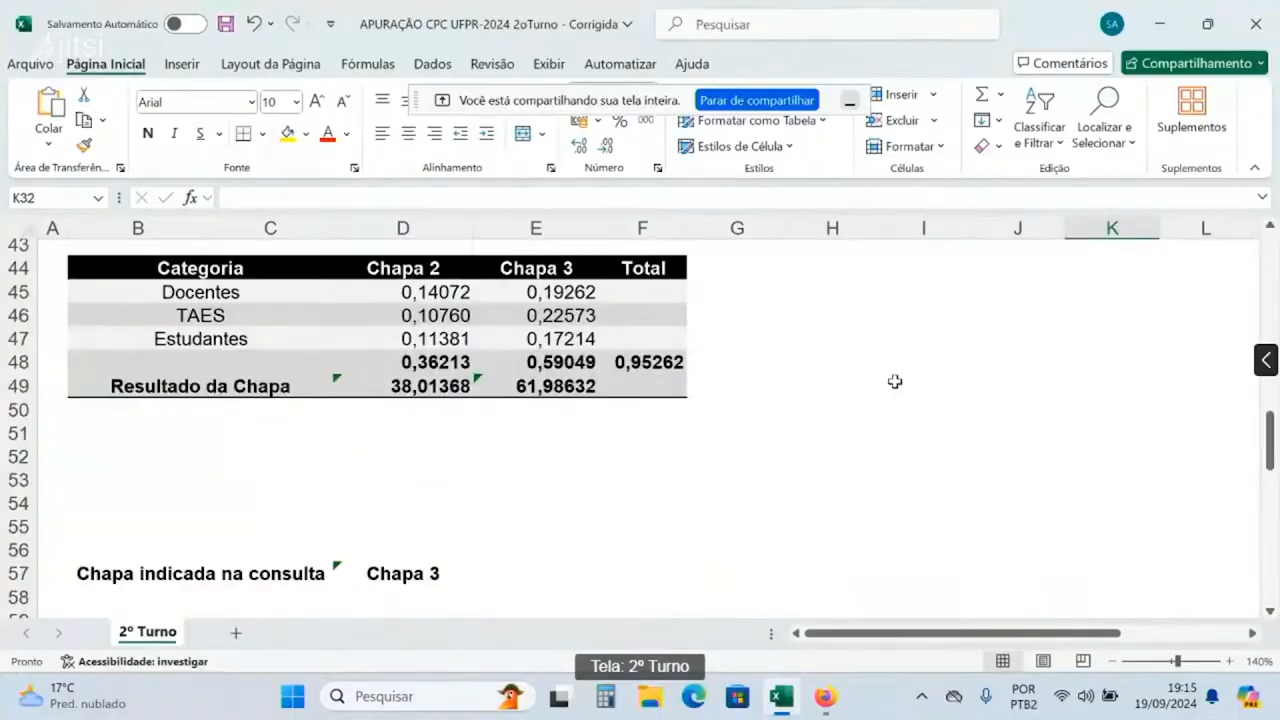 Salvamento Automático
APURAÇÃO CPC UFPR-2024 2oTurno - Corrigida
Pesquisar
SA
jitsi
Arquivo Página Inicial Inserir Layout da Página Fórmulas Dados Revisão Exibir Automatizar Ajuda
Comentários
Compartilhamento
Colar
Área de Transferên...
Arial
10
N I S
A
Fonte
Alinhamento
Você está compartilhando sua tela inteira.
Parar de compartilhar
% 000
Número
Formatar como Tabela
Estilos de Célula
Estilos
Inserir
Excluir
Formatar
Células
Classificar
e Filtrar
Localizar e
Selecionar
Edição
Suplementos
Suplementos
K32
fx
A B C D E F G H I J K L
43
44 Categoria Chapa 2 Chapa 3 Total
45 Docentes 0,14072 0,19262
46 TAES 0,10760 0,22573
47 Estudantes 0,11381 0,17214
48 0,36213 0,59049 0,95262
49 Resultado da Chapa 38,01368 61,98632
50
51
52
53
54
55
56
57 Chapa indicada na consulta Chapa 3
58
2º Turno
Pronto
Acessibilidade: investigar
Tela: 2º Turno
140%
17°C
Pred. nublado
Pesquisar
POR
PTB2
19:15
19/09/2024
PRE